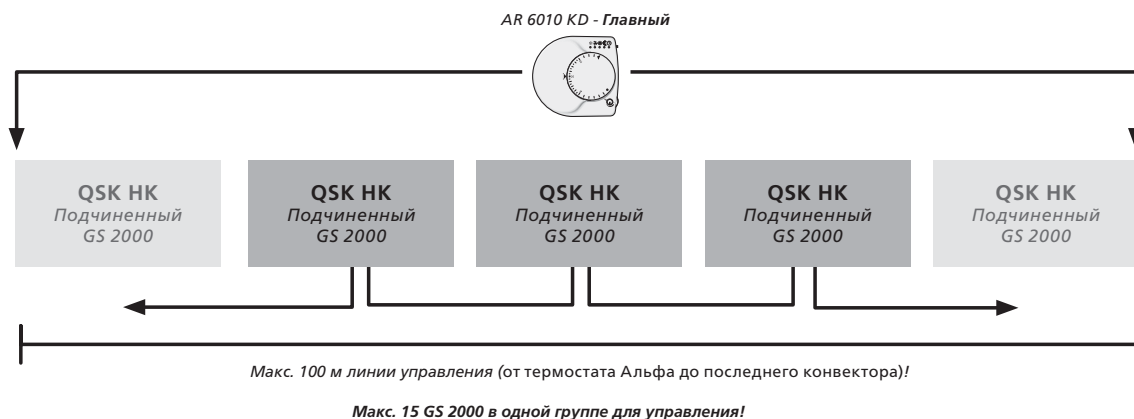 AR 6010 KD - Главный
QSK HK
Подчиненный
GS 2000
QSK HK
Подчиненный
GS 2000
QSK HK
Подчиненный
GS 2000
QSK HK
Подчиненный
GS 2000
QSK HK
Подчиненный
GS 2000
Макс. 100 м линии управления (от термостата Альфа до последнего конвектора)!
Макс. 15 GS 2000 в одной группе для управления!